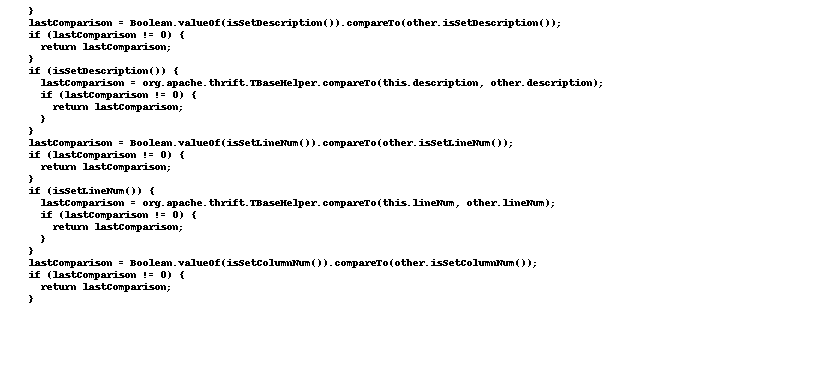 }
lastComparison = Boolean.valueOf(isSetDescription()).compareTo(other.isSetDescription());
if (lastComparison != 0) {
  return lastComparison;
}
if (isSetDescription()) {
  lastComparison = org.apache.thrift.TBaseHelper.compareTo(this.description, other.description);
  if (lastComparison != 0) {
    return lastComparison;
  }
}
lastComparison = Boolean.valueOf(isSetLineNum()).compareTo(other.isSetLineNum());
if (lastComparison != 0) {
  return lastComparison;
}
if (isSetLineNum()) {
  lastComparison = org.apache.thrift.TBaseHelper.compareTo(this.lineNum, other.lineNum);
  if (lastComparison != 0) {
    return lastComparison;
  }
}
lastComparison = Boolean.valueOf(isSetColumnNum()).compareTo(other.isSetColumnNum());
if (lastComparison != 0) {
  return lastComparison;
}